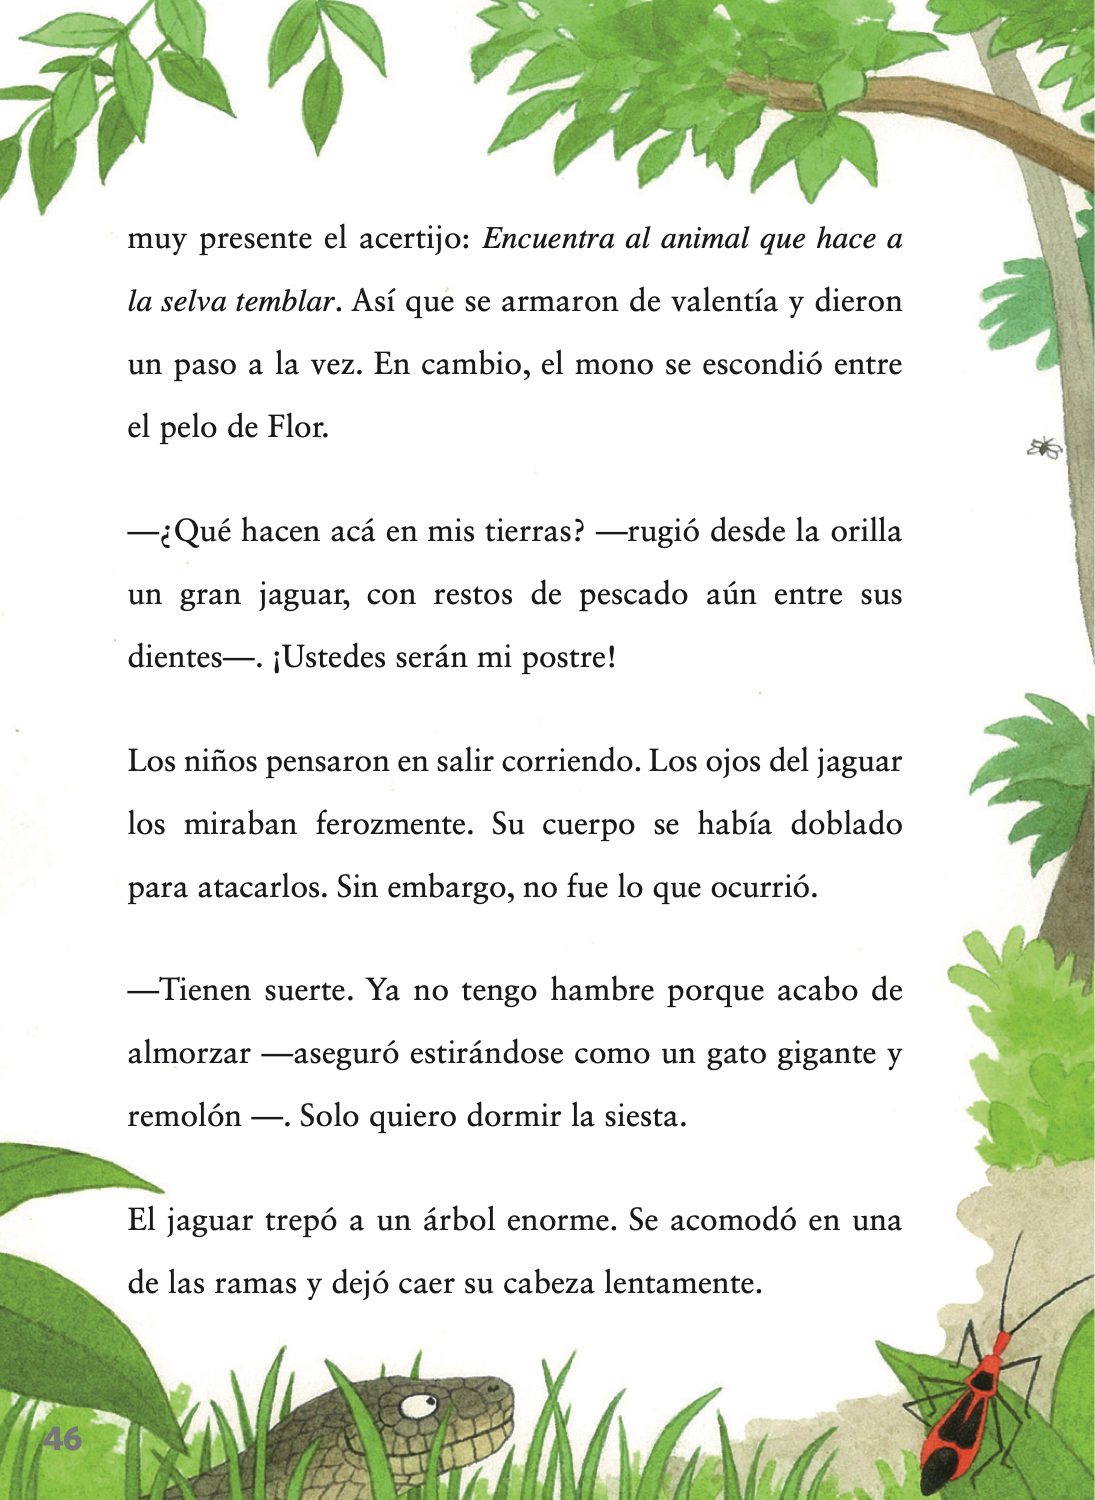 muy presente el acertijo: Encuentra al animal que hace a
la selva temblar. Así que se armaron de valentía y dieron
un paso a la vez. En cambio, el mono se escondió entre
el pelo de Flor.
—¿Qué hacen acá en mis tierras? —rugió desde la orilla
un gran jaguar, con restos de pescado aún entre sus
dientes—. ¡Ustedes serán mi postre!
Los niños pensaron en salir corriendo. Los ojos del jaguar
los miraban ferozmente. Su cuerpo se había doblado
para atacarlos. Sin embargo, no fue lo que ocurrió.
—Tienen suerte. Ya no tengo hambre porque acabo de
almorzar —aseguró estirándose como un gato gigante y
remolón —. Solo quiero dormir la siesta.
El jaguar trepó a un árbol enorme. Se acomodó en una
de las ramas y dejó caer su cabeza lentamente.
46